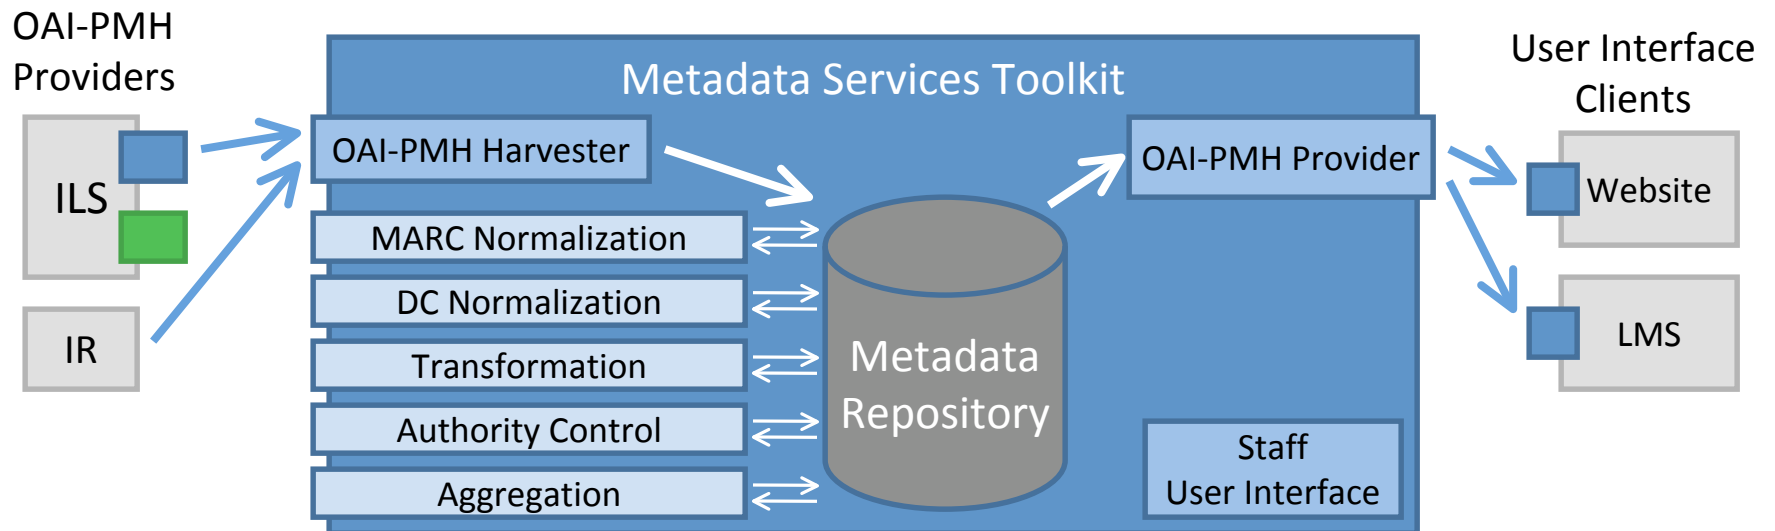 OAI-PMH
Providers
ILS
IR
Metadata Services Toolkit
OAI-PMH Harvester
MARC Normalization
DC Normalization
Transformation
Authority Control
Aggregation
Metadata
Repository
OAI-PMH Provider
Staff
User Interface
User Interface
Clients
Website
LMS